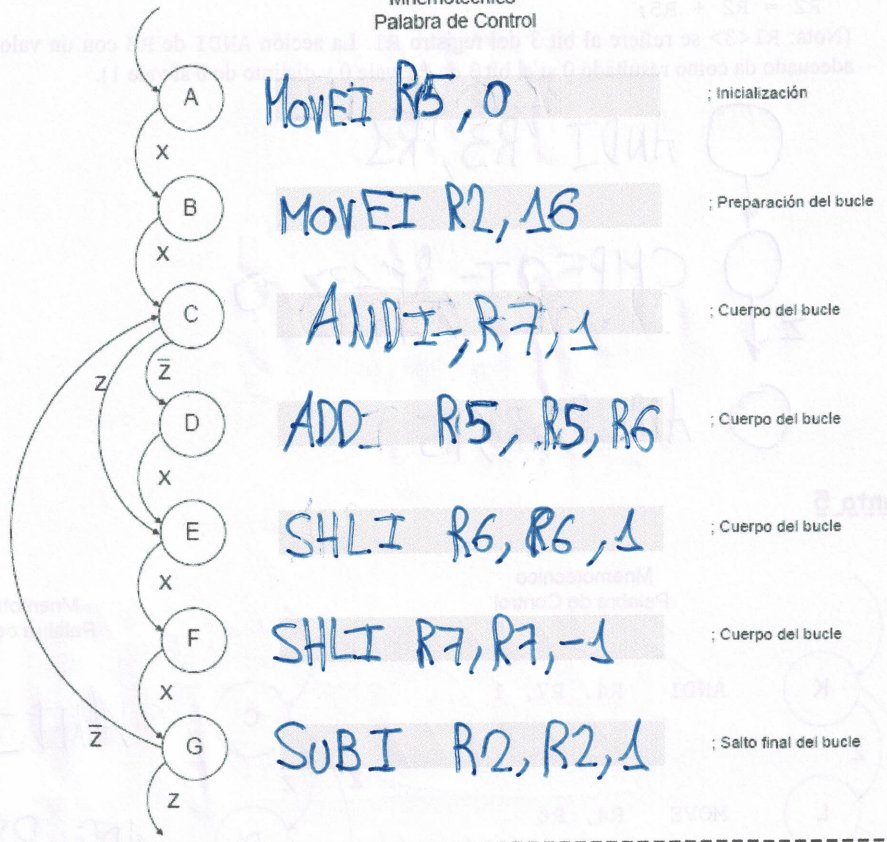 Mnemotécnico
Palabra de Control
A MOVEI R5, 0 ; Inicialización
X
B MOVEI R2, 16 ; Preparación del bucle
X
C ANDI -, R7, 1 ; Cuerpo del bucle
Z z̅
D ADD R5, R5, R6 ; Cuerpo del bucle
X
E SHLI R6, R6, 1 ; Cuerpo del bucle
X
F SHLI R7, R7, -1 ; Cuerpo del bucle
X
z̅
G SUBI R2, R2, 1 ; Salto final del bucle
Z